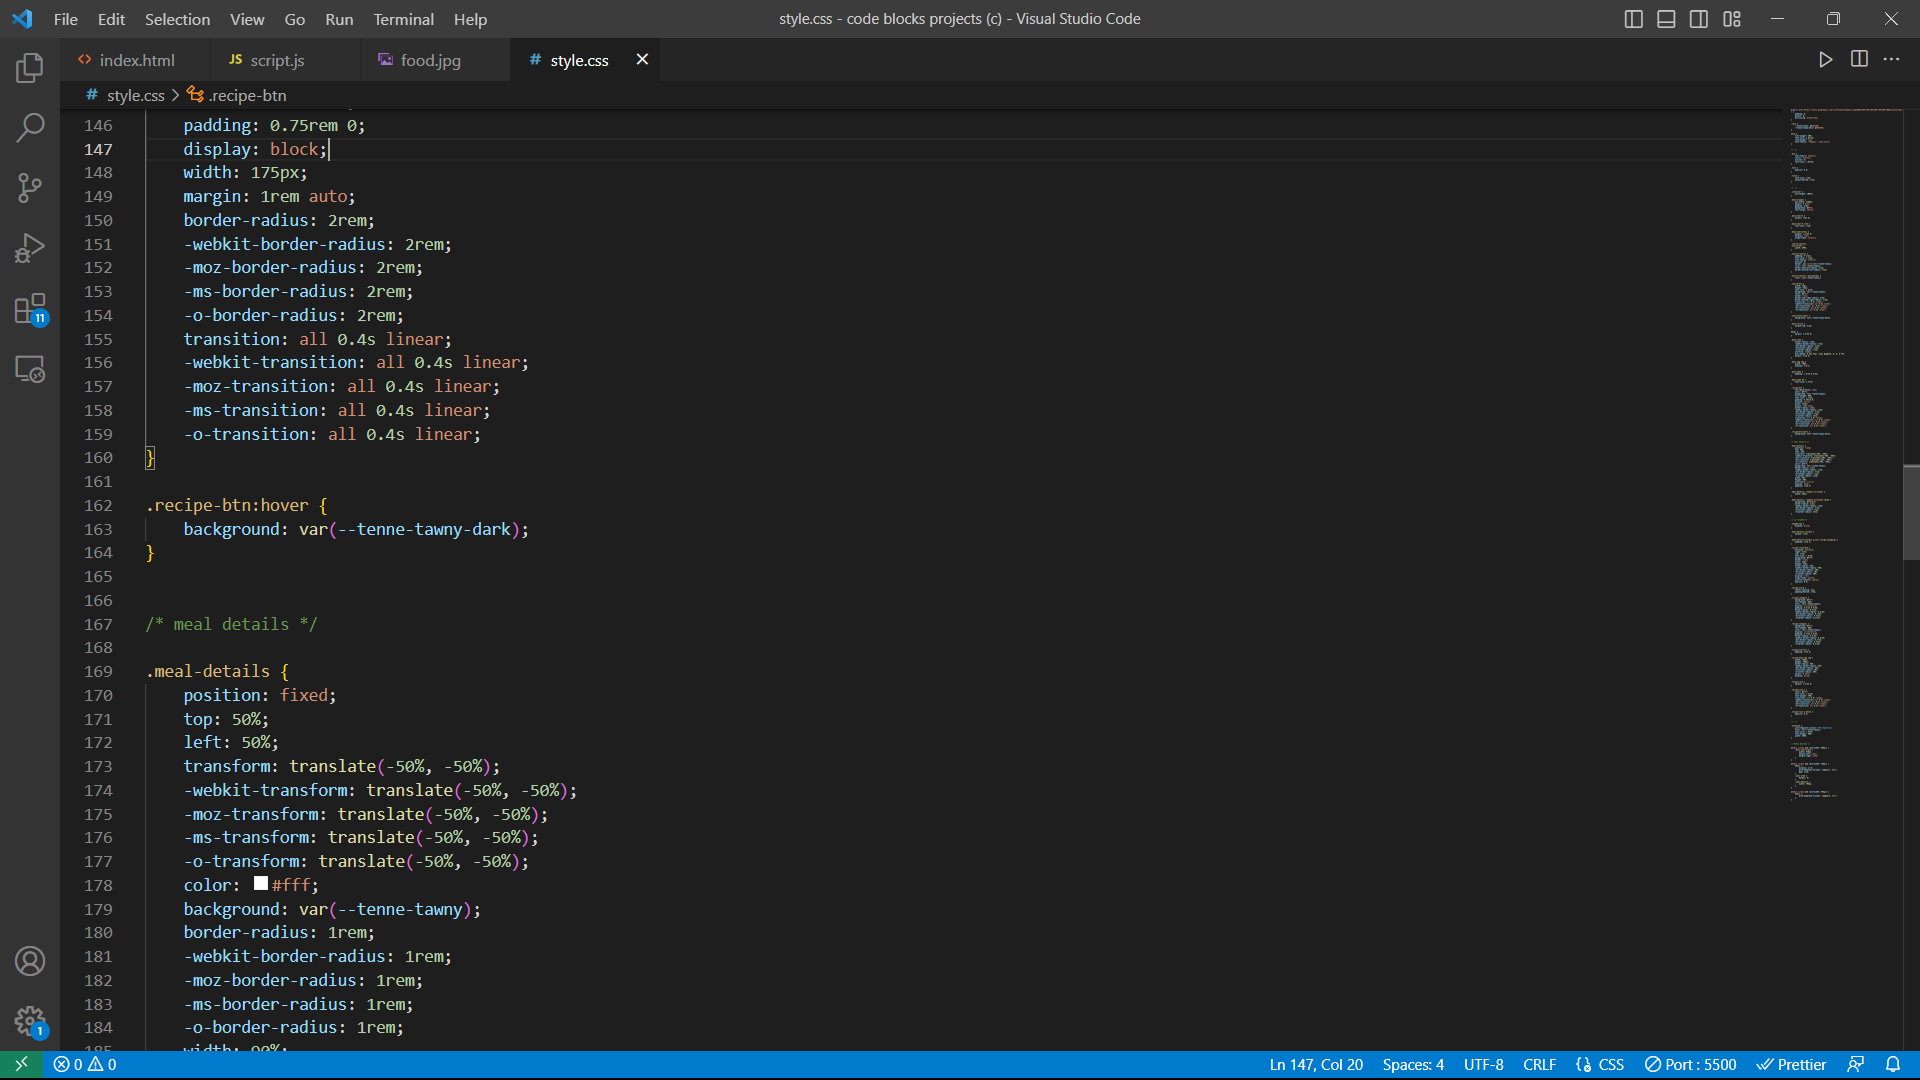 File Edit Selection View Go Run Terminal Help
style.css - code blocks projects (c) - Visual Studio Code
<> index.html JS script.js food.jpg # style.css
# style.css > .recipe-btn
146 padding: 0.75rem 0;
147 display: block;
148 width: 175px;
149 margin: 1rem auto;
150 border-radius: 2rem;
151 -webkit-border-radius: 2rem;
152 -moz-border-radius: 2rem;
153 -ms-border-radius: 2rem;
154 -o-border-radius: 2rem;
155 transition: all 0.4s linear;
156 -webkit-transition: all 0.4s linear;
157 -moz-transition: all 0.4s linear;
158 -ms-transition: all 0.4s linear;
159 -o-transition: all 0.4s linear;
160 }
161
162 .recipe-btn:hover {
163 background: var(--tenne-tawny-dark);
164 }
165
166
167 /* meal details */
168
169 .meal-details {
170 position: fixed;
171 top: 50%;
172 left: 50%;
173 transform: translate(-50%, -50%);
174 -webkit-transform: translate(-50%, -50%);
175 -moz-transform: translate(-50%, -50%);
176 -ms-transform: translate(-50%, -50%);
177 -o-transform: translate(-50%, -50%);
178 color: #fff;
179 background: var(--tenne-tawny);
180 border-radius: 1rem;
181 -webkit-border-radius: 1rem;
182 -moz-border-radius: 1rem;
183 -ms-border-radius: 1rem;
184 -o-border-radius: 1rem;
185 width: 90%;
11
1
0 0 Ln 147, Col 20 Spaces: 4 UTF-8 CRLF CSS Port : 5500 Prettier